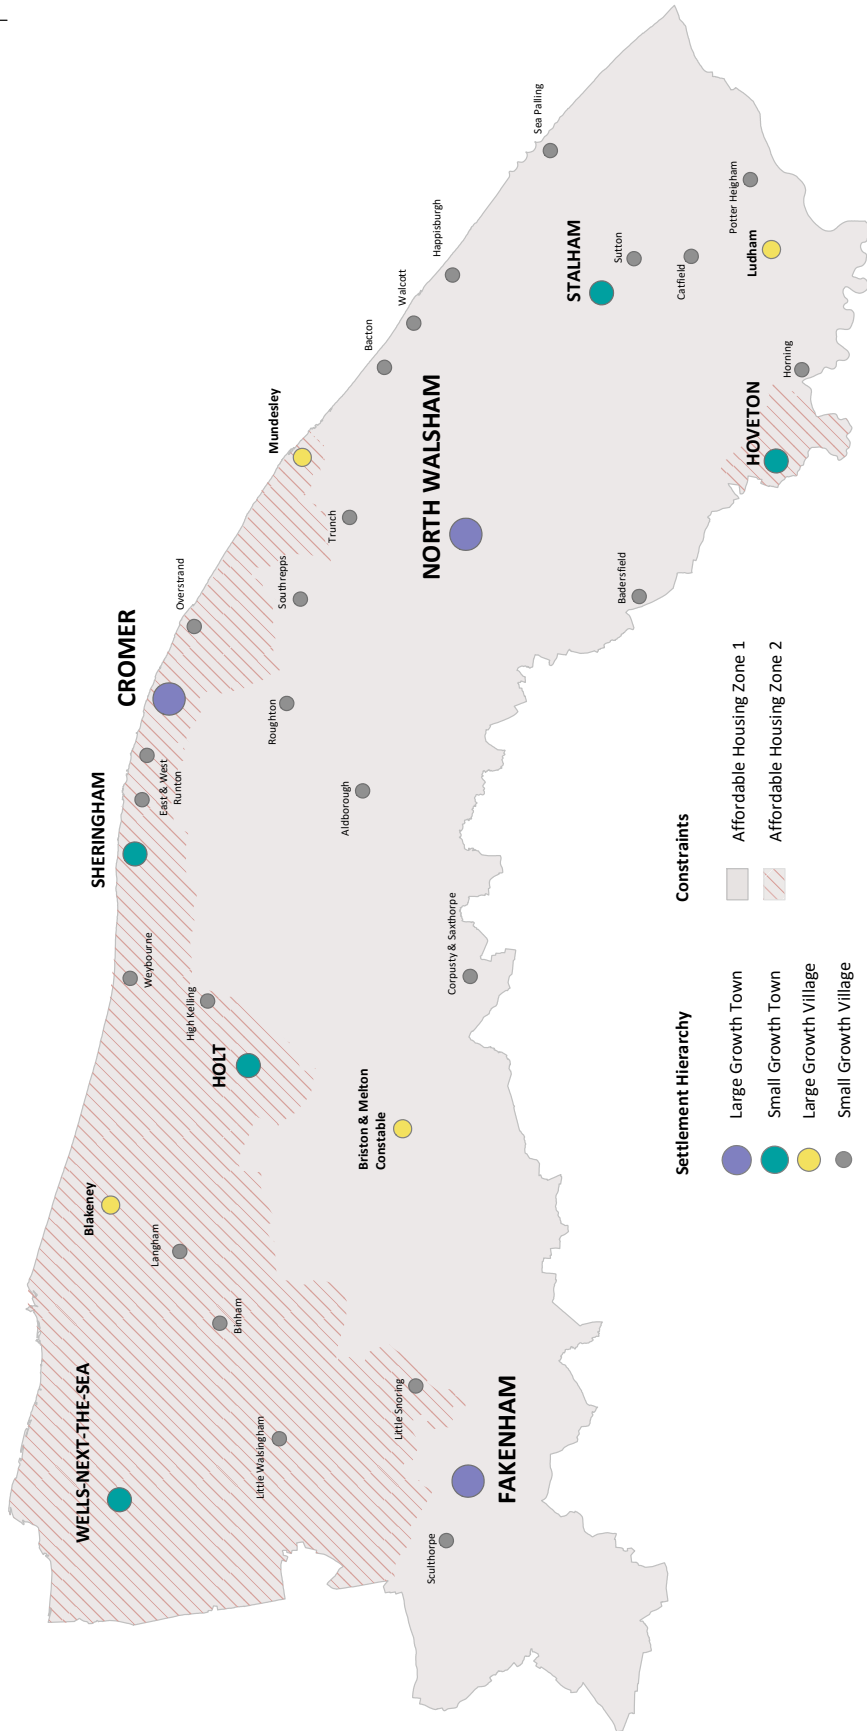 WELLS-NEXT-THE-SEA
Blakeney
Langham
Binham
Little Walsingham
Little Snoring
Sculthorpe
FAKENHAM
Weybourne
High Kelling
HOLT
Briston & Melton
Constable
Corpusty & Saxthorpe
SHERINGHAM
East & West
Runton
CROMER
Overstrand
Roughton
Aldborough
Southrepps
Trunch
Mundesley
NORTH WALSHAM
Bacton
Walcott
Happisburgh
Sea Palling
STALHAM
Sutton
Catfield
Potter Heigham
Ludham
Horning
HOVETON
Badersfield
Settlement Hierarchy
Large Growth Town
Small Growth Town
Large Growth Village
Small Growth Village
Constraints
Affordable Housing Zone 1
Affordable Housing Zone 2